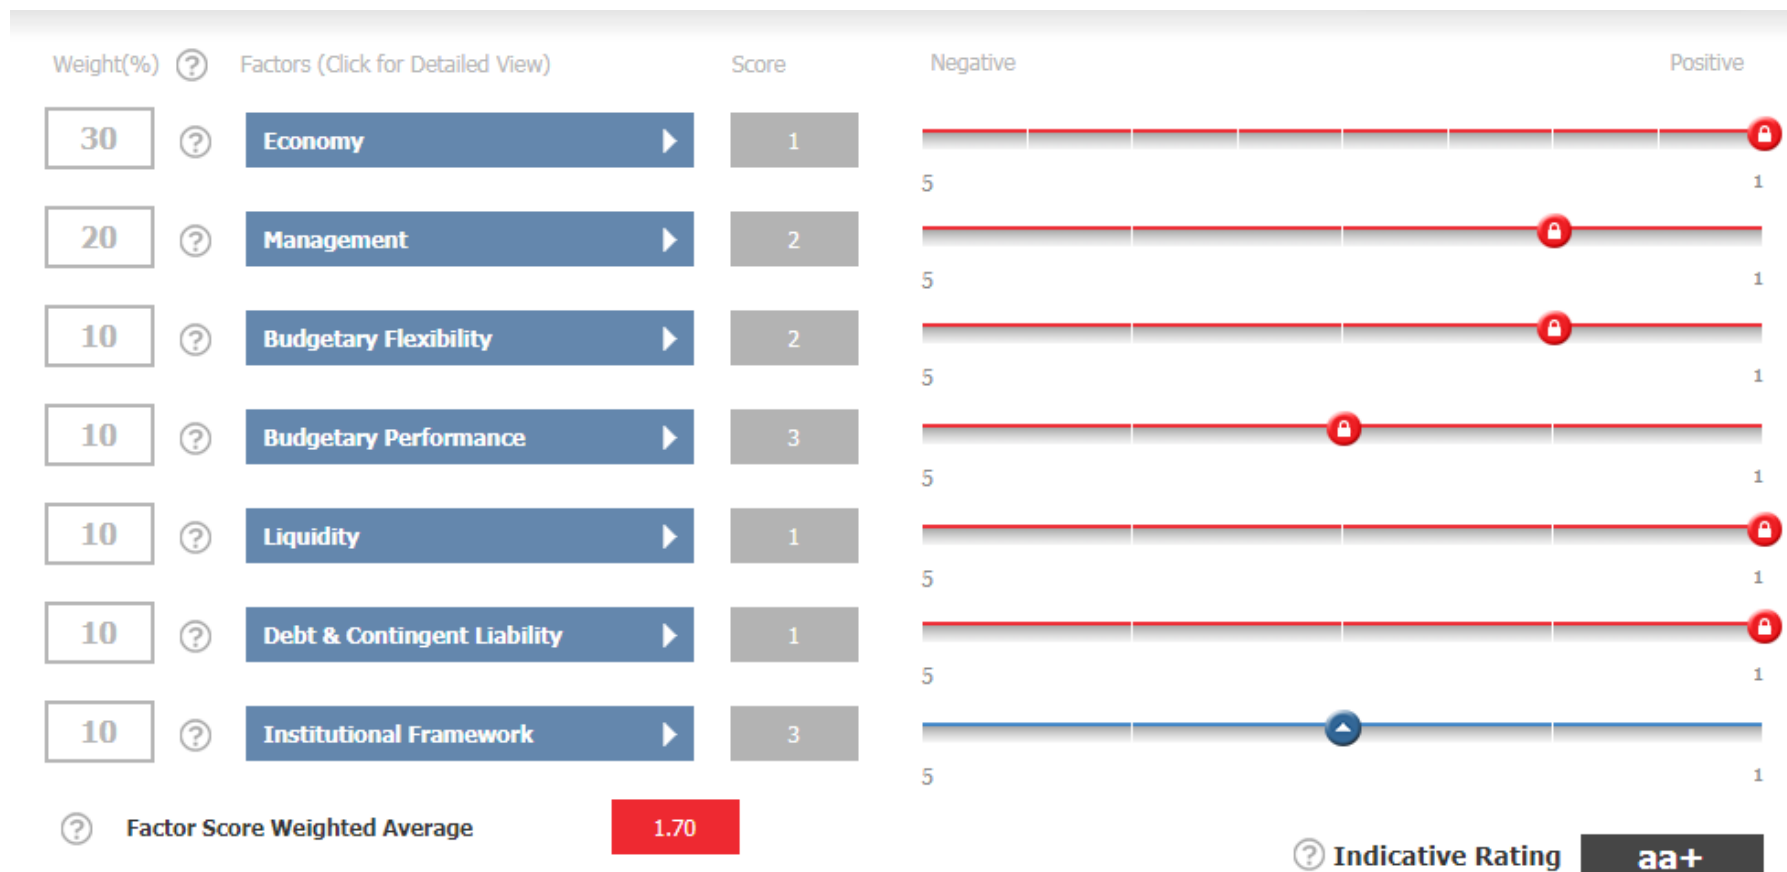 Weight(%) ? Factors (Click for Detailed View) Score Negative Positive
30 ? Economy 1
5 1
20 ? Management 2
5 1
10 ? Budgetary Flexibility 2
5 1
10 ? Budgetary Performance 3
5 1
10 ? Liquidity 1
5 1
10 ? Debt & Contingent Liability 1
5 1
10 ? Institutional Framework 3
5 1
? Factor Score Weighted Average 1.70
? Indicative Rating aa+